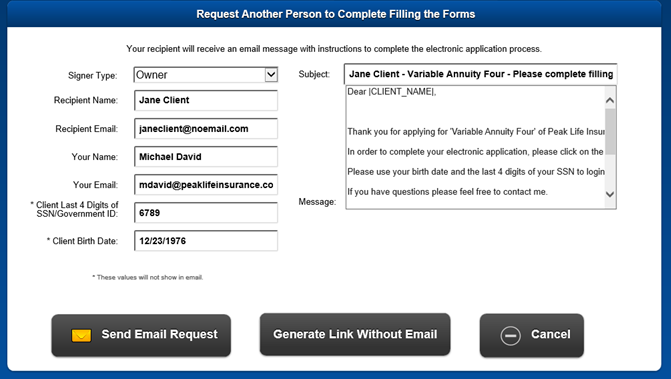 Request Another Person to Complete Filling the Forms
Your recipient will receive an email message with instructions to complete the electronic application process.
Signer Type: Owner
Recipient Name: Jane Client
Recipient Email: janeclient@noemail.com
Your Name: Michael David
Your Email: mdavid@peaklifeinsurance.co
* Client Last 4 Digits of
SSN/Government ID: 6789
* Client Birth Date: 12/23/1976
* These values will not show in email.
Subject: Jane Client - Variable Annuity Four - Please complete filling
Message:
Dear |CLIENT_NAME|,
Thank you for applying for 'Variable Annuity Four' of Peak Life Insu
In order to complete your electronic application, please click on the
Please use your birth date and the last 4 digits of your SSN to login
If you have questions please feel free to contact me.
Send Email Request
Generate Link Without Email
Cancel